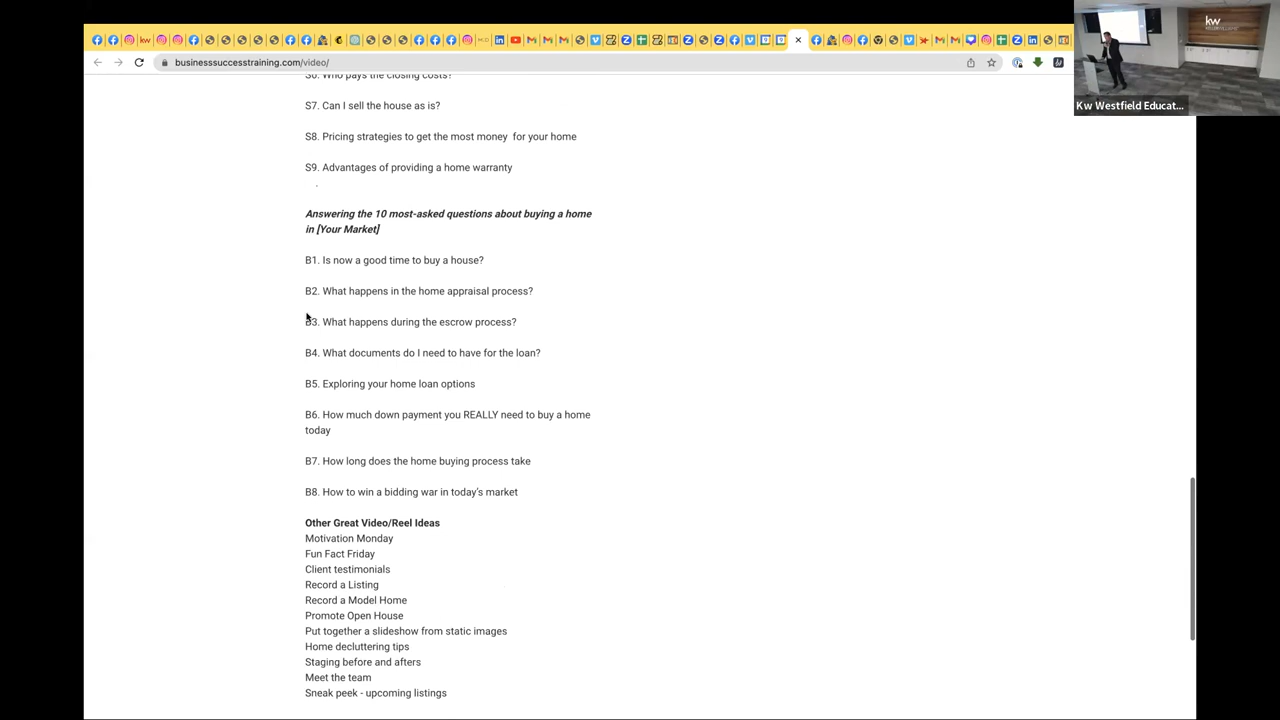 businesssuccesstraining.com/video/
kw
Kw Westfield Educat...
S6. Who pays the closing costs?
S7. Can I sell the house as is?
S8. Pricing strategies to get the most money  for your home
S9. Advantages of providing a home warranty
.
Answering the 10 most-asked questions about buying a home
in [Your Market]
B1. Is now a good time to buy a house?
B2. What happens in the home appraisal process?
B3. What happens during the escrow process?
B4. What documents do I need to have for the loan?
B5. Exploring your home loan options
B6. How much down payment you REALLY need to buy a home
today
B7. How long does the home buying process take
B8. How to win a bidding war in today's market
Other Great Video/Reel Ideas
Motivation Monday
Fun Fact Friday
Client testimonials
Record a Listing
Record a Model Home
Promote Open House
Put together a slideshow from static images
Home decluttering tips
Staging before and afters
Meet the team
Sneak peek - upcoming listings